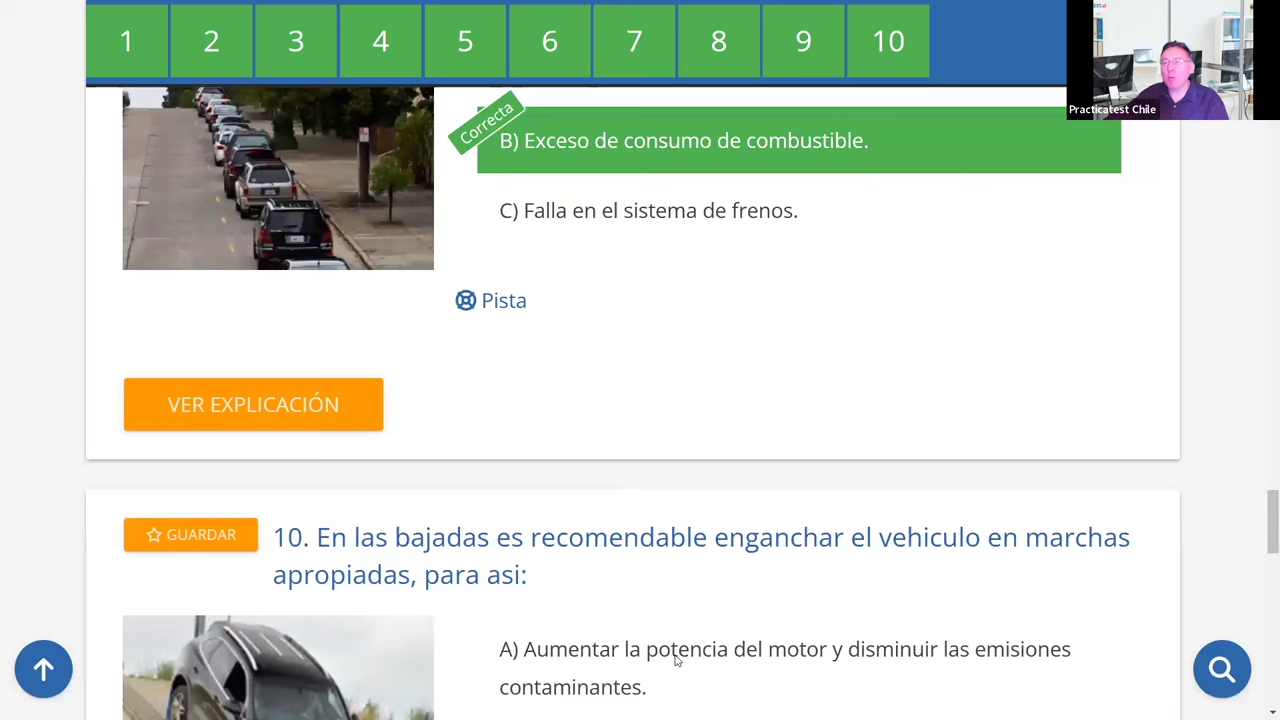 1 2 3 4 5 6 7 8 9 10
Practicatest Chile
Correcta
B) Exceso de consumo de combustible.
C) Falla en el sistema de frenos.
Pista
VER EXPLICACIÓN
GUARDAR
10. En las bajadas es recomendable enganchar el vehiculo en marchas
apropiadas, para asi:
A) Aumentar la potencia del motor y disminuir las emisiones
contaminantes.